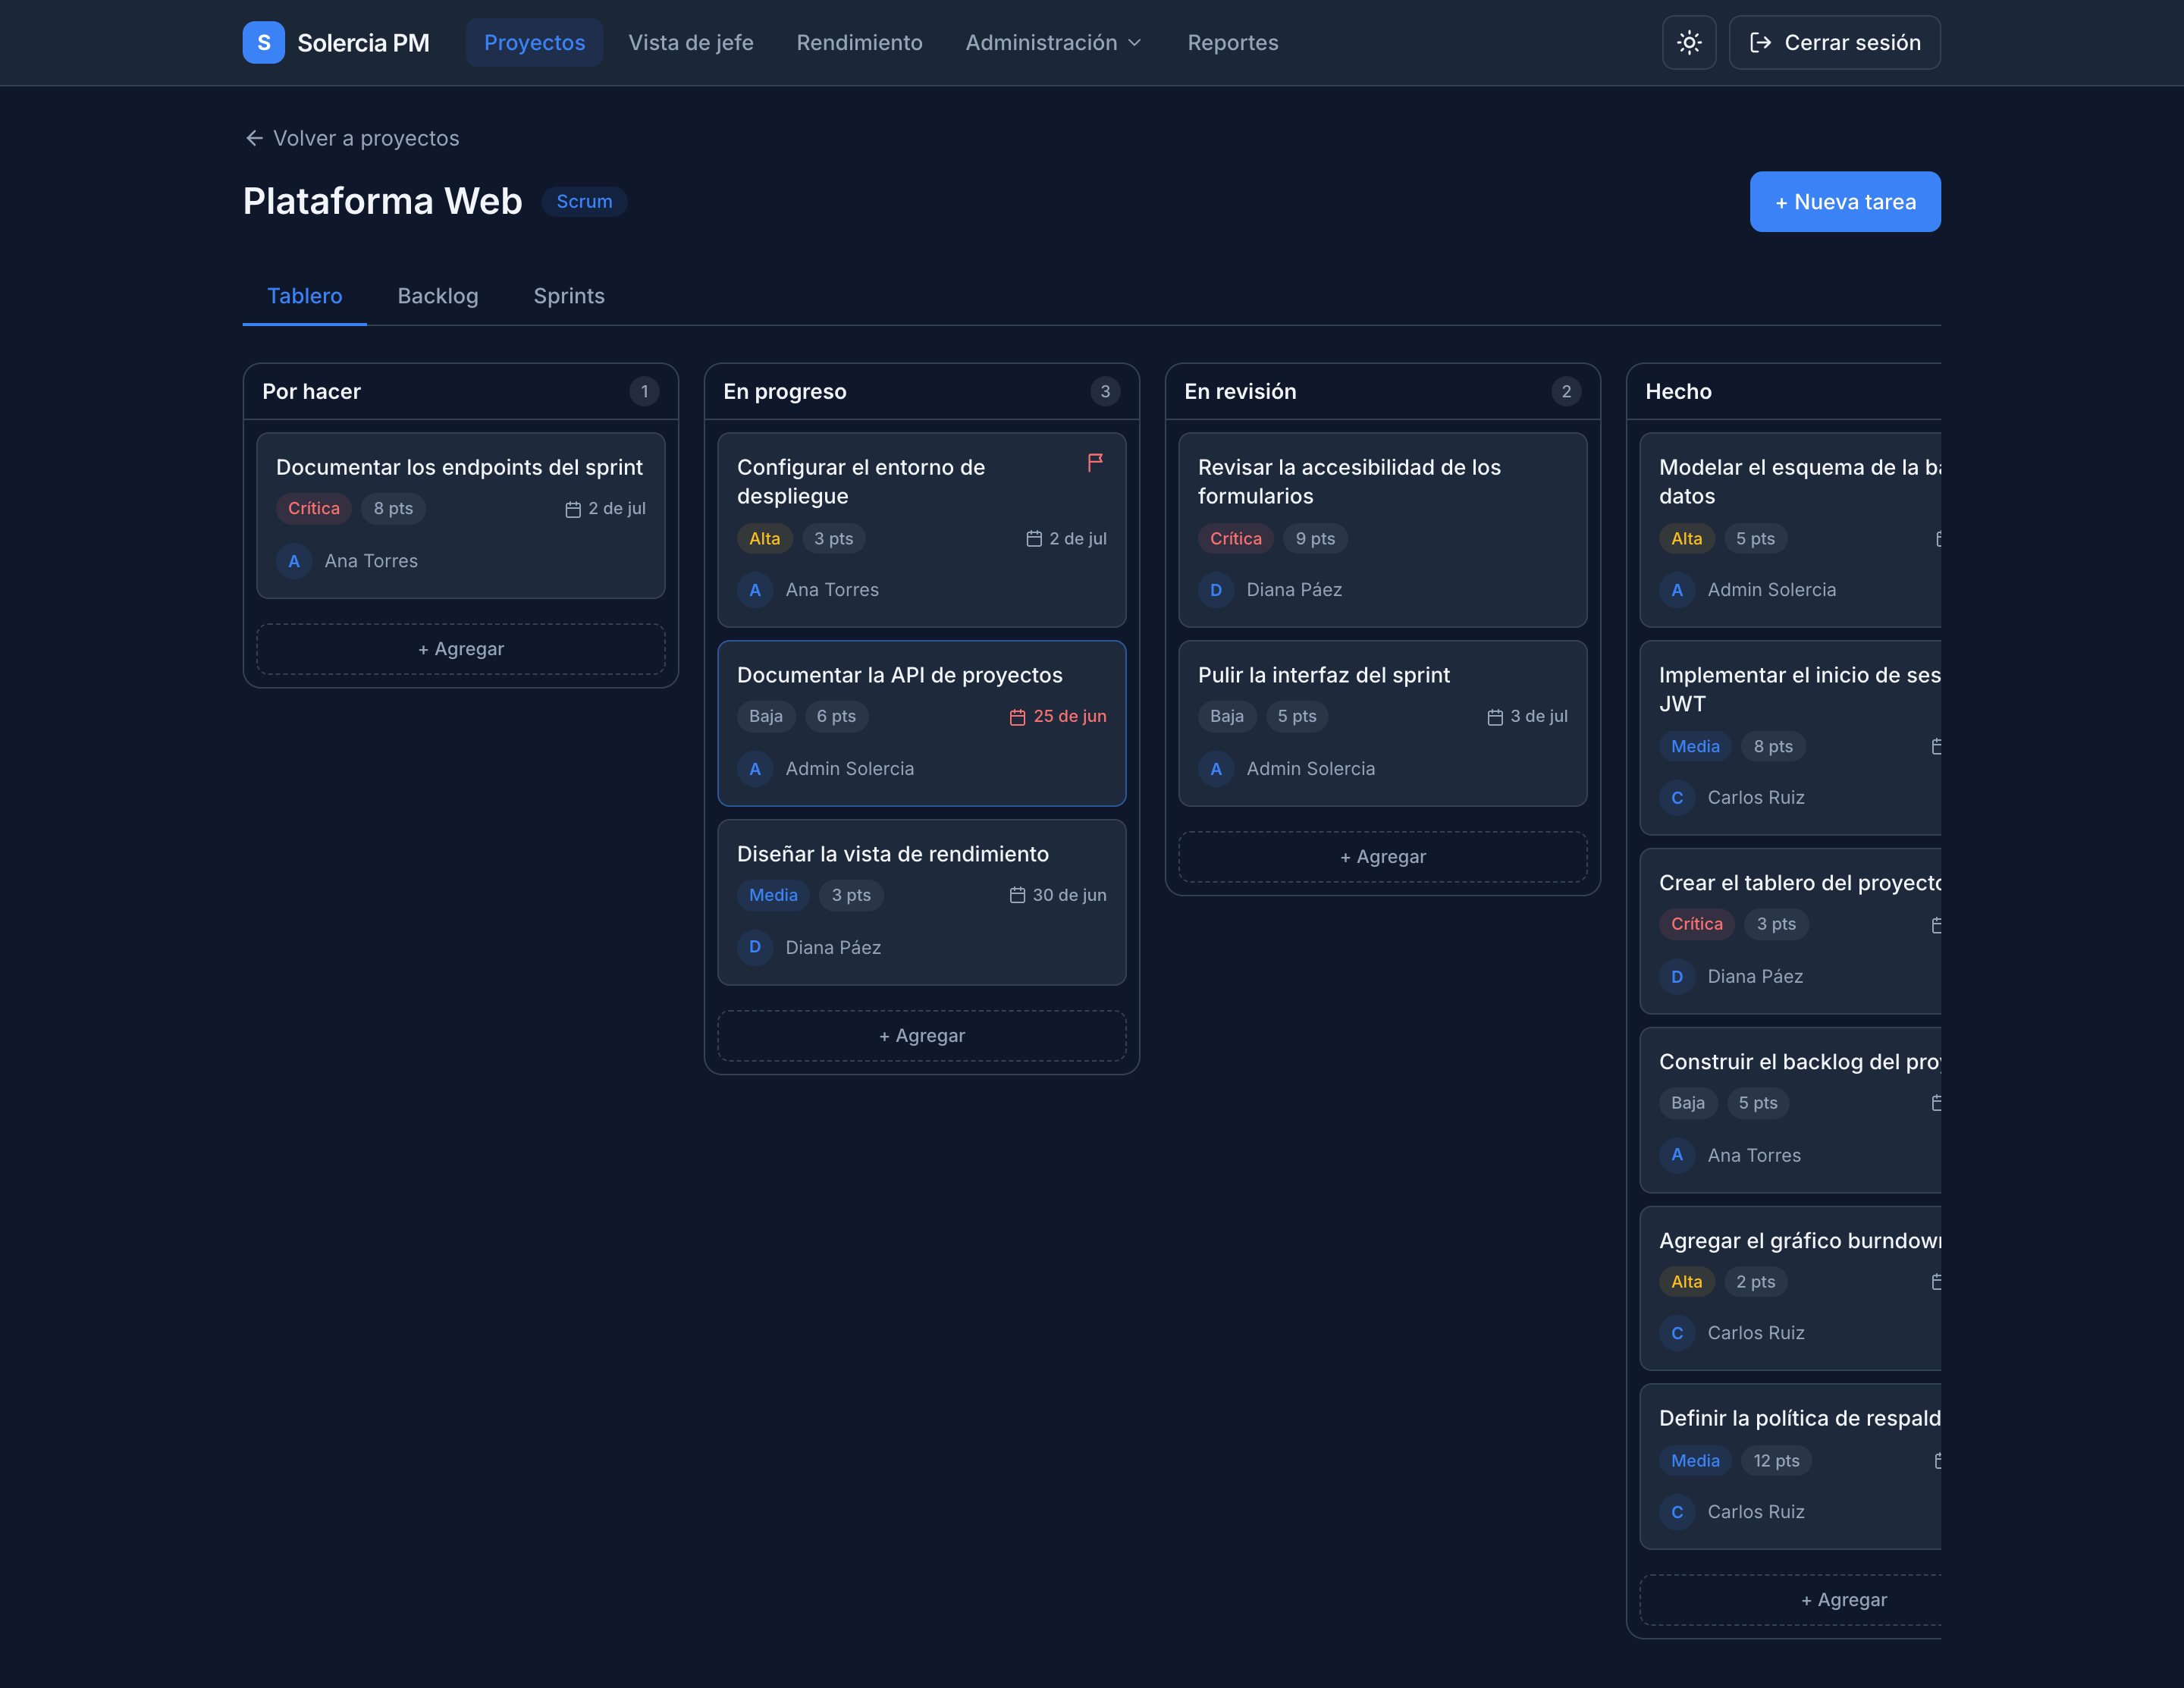 S Solercia PM Proyectos Vista de jefe Rendimiento Administración Reportes Cerrar sesión
Volver a proyectos
Plataforma Web Scrum + Nueva tarea
Tablero Backlog Sprints
Por hacer 1
Documentar los endpoints del sprint
Crítica 8 pts 2 de jul
A Ana Torres
+ Agregar
En progreso 3
Configurar el entorno de
despliegue
Alta 3 pts 2 de jul
A Ana Torres
Documentar la API de proyectos
Baja 6 pts 25 de jun
A Admin Solercia
Diseñar la vista de rendimiento
Media 3 pts 30 de jun
D Diana Páez
+ Agregar
En revisión 2
Revisar la accesibilidad de los
formularios
Crítica 9 pts
D Diana Páez
Pulir la interfaz del sprint
Baja 5 pts 3 de jul
A Admin Solercia
+ Agregar
Hecho
Modelar el esquema de la
datos
Alta 5 pts
A Admin Solercia
Implementar el inicio de
JWT
Media 8 pts
C Carlos Ruiz
Crear el tablero del
Crítica 3 pts
D Diana Páez
Construir el backlog del
Baja 5 pts
A Ana Torres
Agregar el gráfico
Alta 2 pts
C Carlos Ruiz
Definir la política de
Media 12 pts
C Carlos Ruiz
+ Agregar